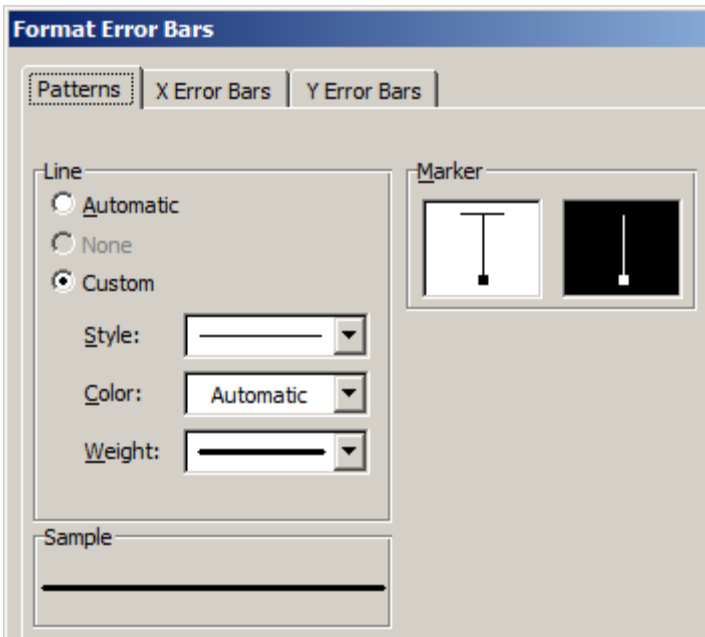 Format Error Bars
Patterns X Error Bars Y Error Bars
Line
Automatic
None
Custom
Style:
Color: Automatic
Weight:
Sample
Marker